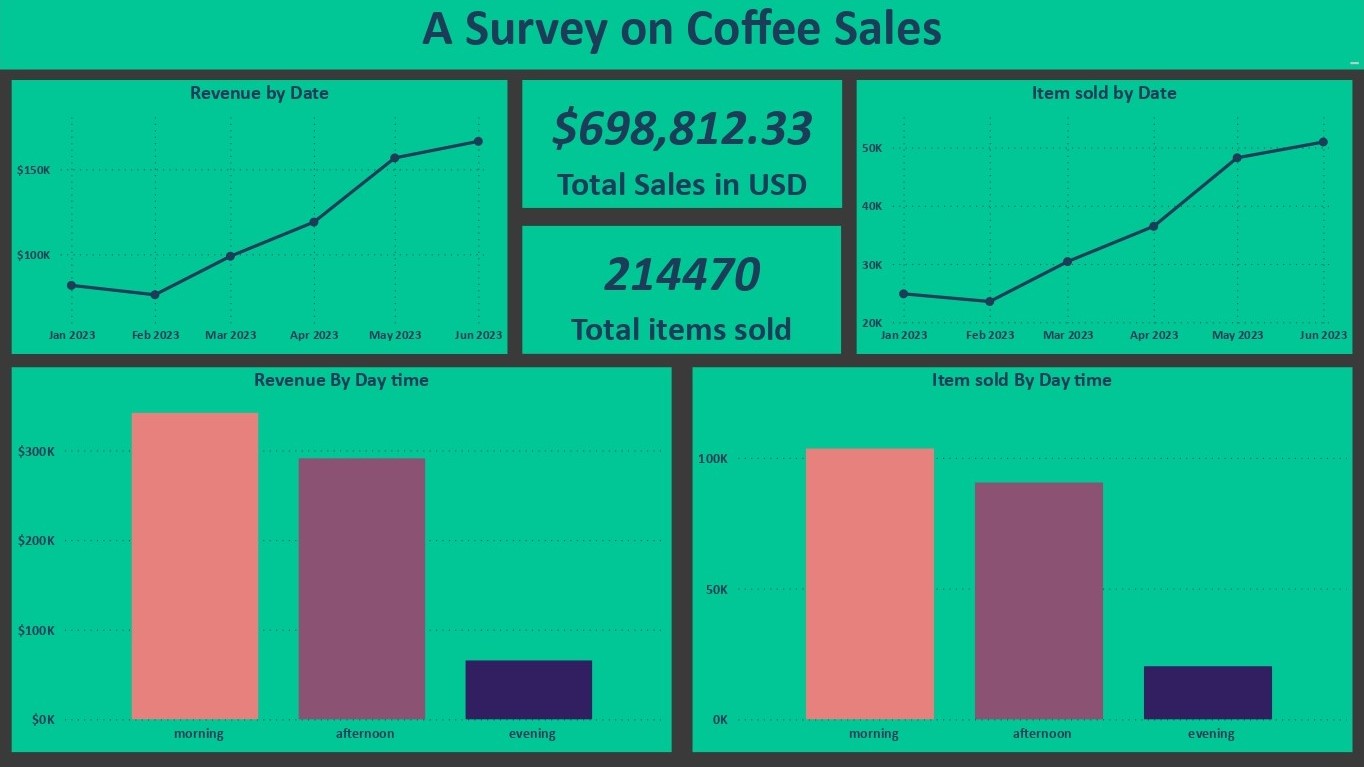 A Survey on Coffee Sales
Revenue by Date
$150K
$100K
Jan 2023 Feb 2023 Mar 2023 Apr 2023 May 2023 Jun 2023
$698,812.33
Total Sales in USD
214470
Total items sold
Item sold by Date
50K
40K
30K
20K
Jan 2023 Feb 2023 Mar 2023 Apr 2023 May 2023 Jun 2023
Revenue By Day time
$300K
$200K
$100K
$0K
morning afternoon evening
Item sold By Day time
100K
50K
0K
morning afternoon evening